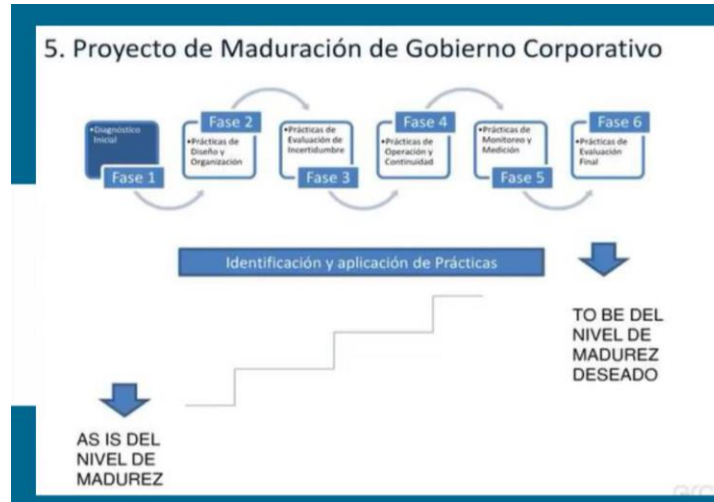 5. Proyecto de Maduración de Gobierno Corporativo
•Diagnóstico
Inicial
Fase 1
Fase 2
•Prácticas de
Diseño y
Organización
•Prácticas de
Evaluación de
Incertidumbre
Fase 3
Fase 4
•Prácticas de
Operación y
Continuidad
•Prácticas de
Monitoreo y
Medición
Fase 5
Fase 6
•Prácticas de
Evaluación
Final
Identificación y aplicación de Prácticas
TO BE DEL
NIVEL DE
MADUREZ
DESEADO
AS IS DEL
NIVEL DE
MADUREZ